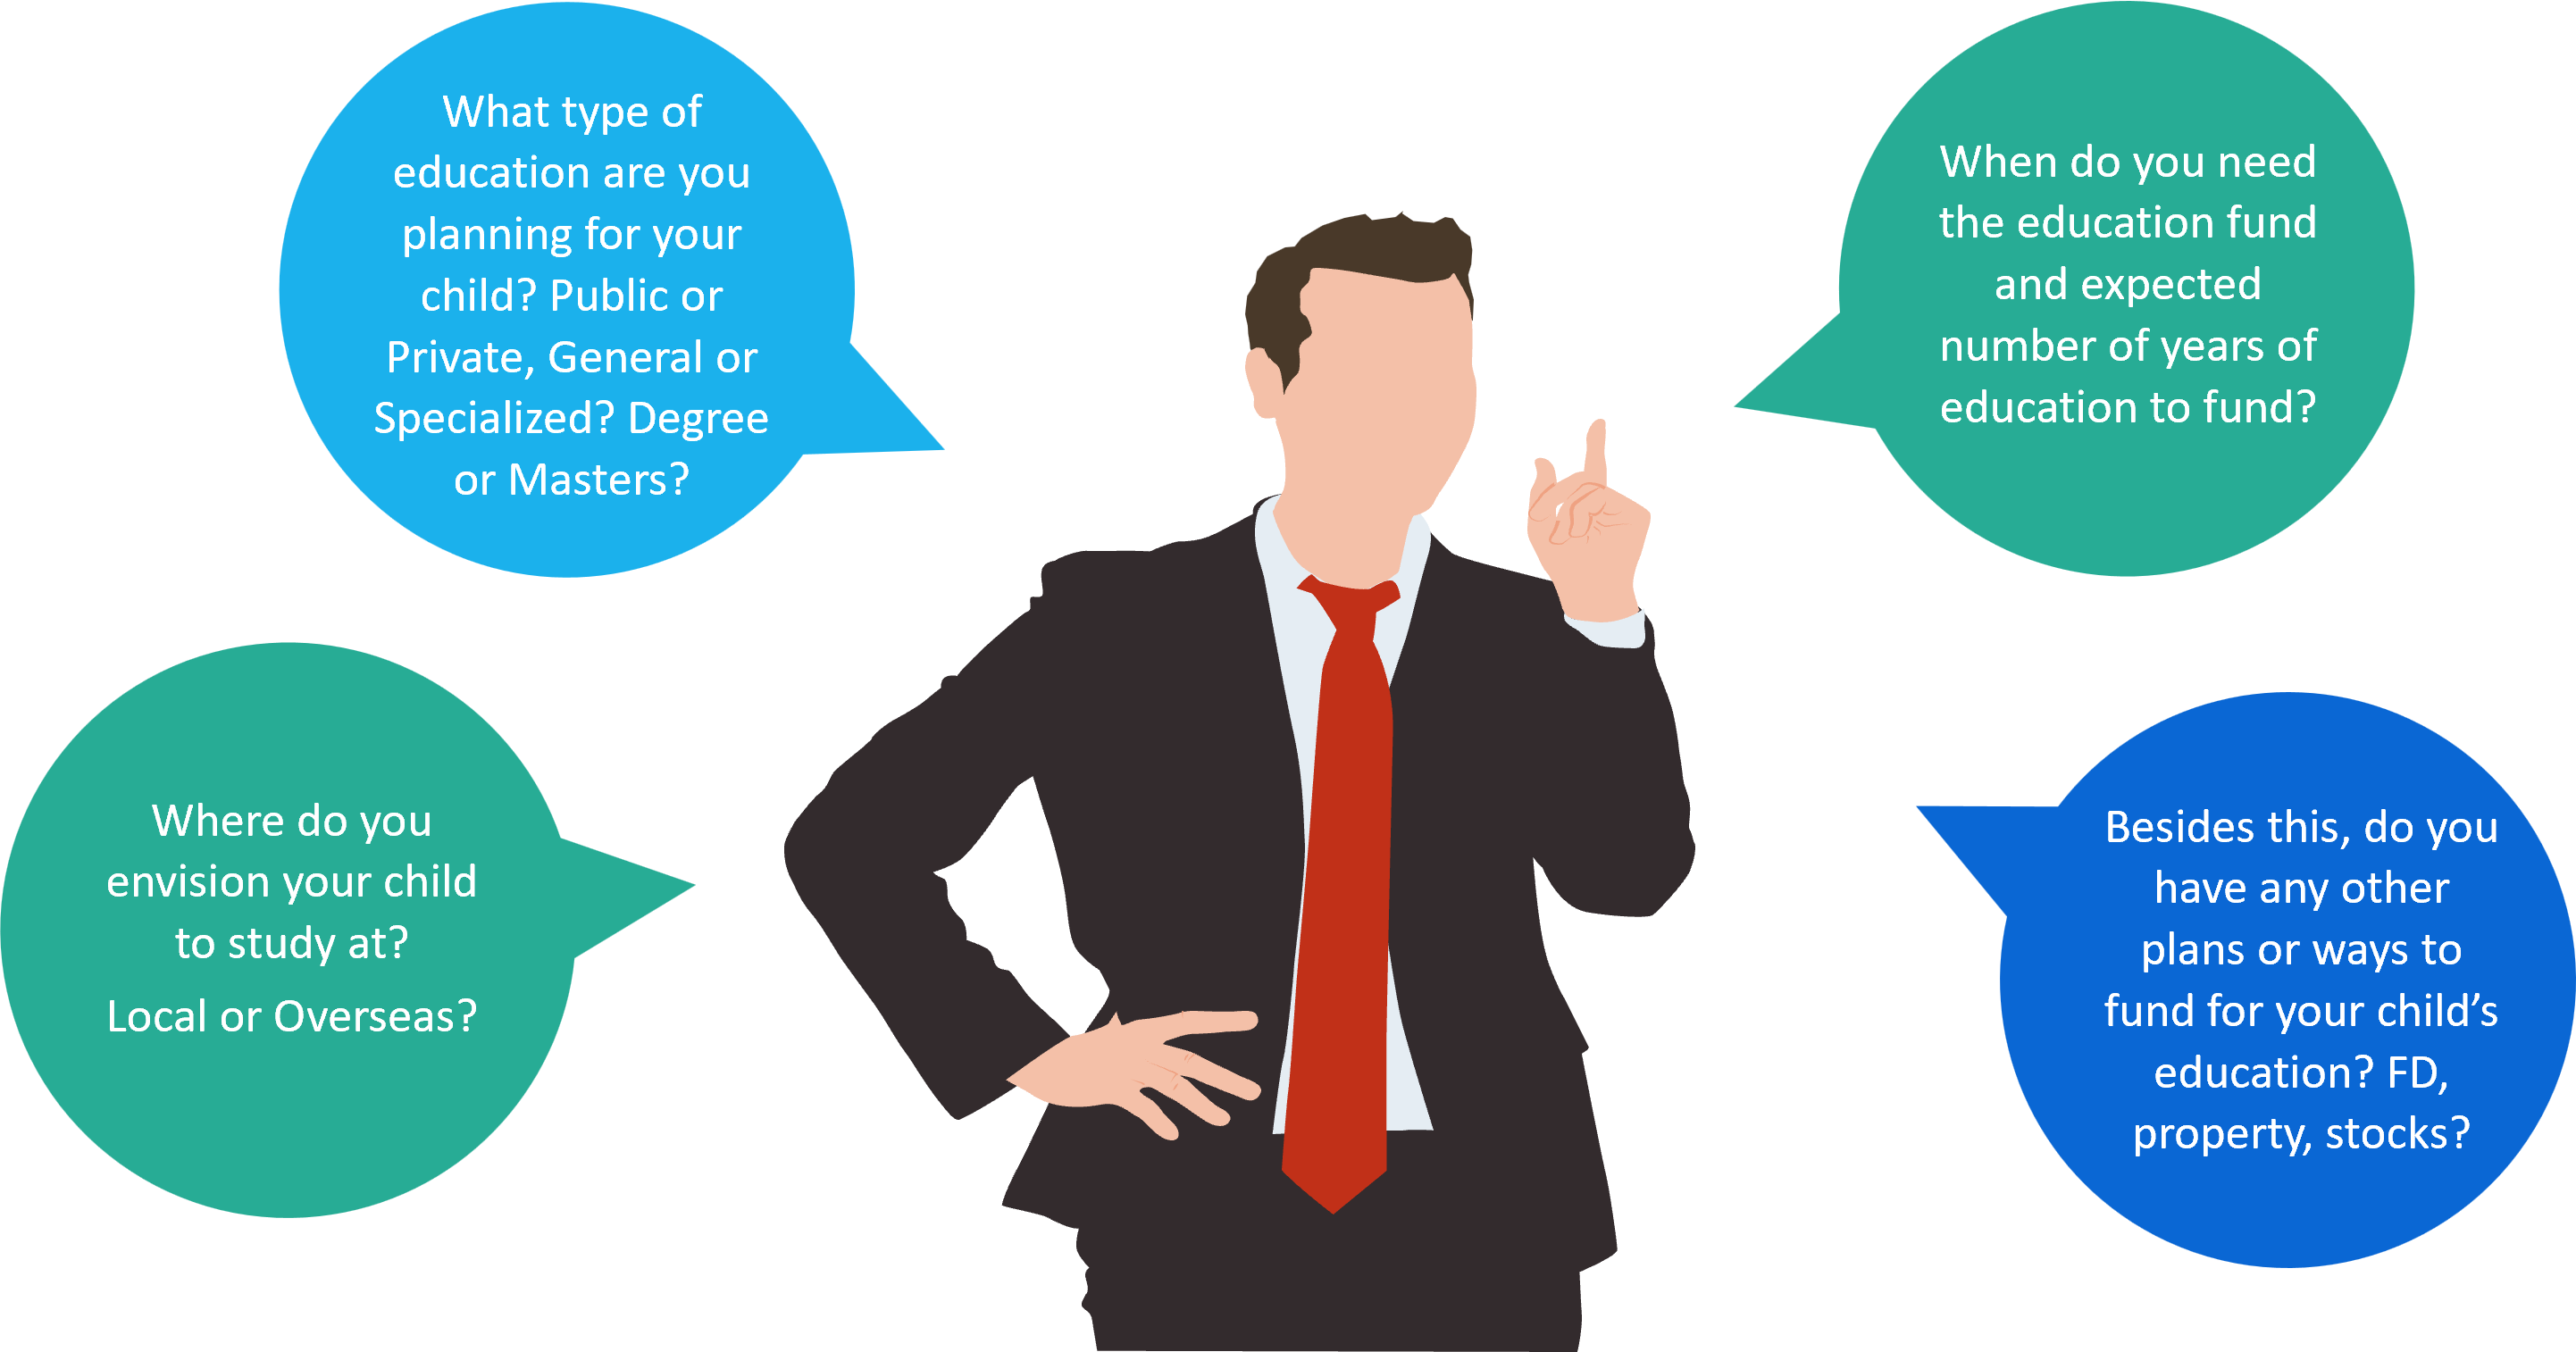 What type of
education are you
planning for your
child? Public or
Private, General or
Specialized? Degree
or Masters?
When do you need
the education fund
and expected
number of years of
education to fund?
Where do you
envision your child
to study at?
Local or Overseas?
Besides this, do you
have any other
plans or ways to
fund for your child’s
education? FD,
property, stocks?